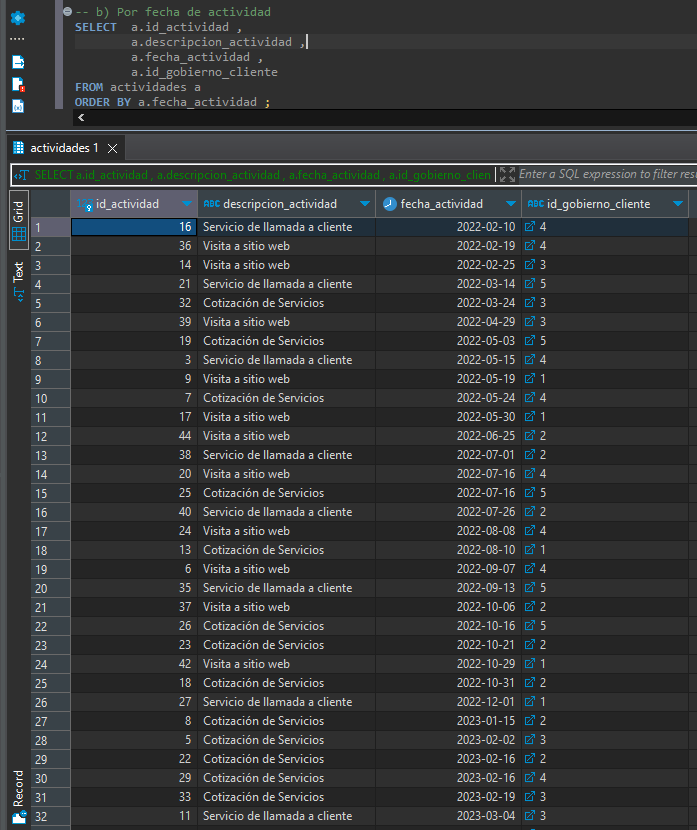 -- b) Por fecha de actividad
SELECT a.id_actividad ,
a.descripcion_actividad ,
a.fecha_actividad ,
a.id_gobierno_cliente
FROM actividades a
ORDER BY a.fecha_actividad ;
actividades 1
SELECT a.id_actividad , a.descripcion_actividad , a.fecha_actividad , a.id_gobierno_clien Enter a SQL expression to filter resu
Grid
Text
Record
id_actividad ABC descripcion_actividad fecha_actividad ABC id_gobierno_cliente
1 16 Servicio de llamada a cliente 2022-02-10 4
2 36 Visita a sitio web 2022-02-19 4
3 14 Visita a sitio web 2022-02-25 3
4 21 Servicio de llamada a cliente 2022-03-14 5
5 32 Cotización de Servicios 2022-03-24 3
6 39 Visita a sitio web 2022-04-29 3
7 19 Cotización de Servicios 2022-05-03 5
8 3 Servicio de llamada a cliente 2022-05-15 4
9 9 Visita a sitio web 2022-05-19 1
10 7 Cotización de Servicios 2022-05-24 4
11 17 Visita a sitio web 2022-05-30 1
12 44 Visita a sitio web 2022-06-25 2
13 38 Servicio de llamada a cliente 2022-07-01 2
14 20 Visita a sitio web 2022-07-16 4
15 25 Cotización de Servicios 2022-07-16 5
16 40 Servicio de llamada a cliente 2022-07-26 2
17 24 Visita a sitio web 2022-08-08 4
18 13 Cotización de Servicios 2022-08-10 1
19 6 Visita a sitio web 2022-09-07 4
20 35 Servicio de llamada a cliente 2022-09-13 5
21 37 Visita a sitio web 2022-10-06 2
22 26 Cotización de Servicios 2022-10-16 5
23 23 Cotización de Servicios 2022-10-21 2
24 42 Visita a sitio web 2022-10-29 1
25 18 Cotización de Servicios 2022-10-31 2
26 27 Servicio de llamada a cliente 2022-12-01 1
27 8 Cotización de Servicios 2023-01-15 2
28 5 Cotización de Servicios 2023-02-02 3
29 22 Cotización de Servicios 2023-02-16 2
30 29 Cotización de Servicios 2023-02-16 4
31 33 Cotización de Servicios 2023-02-19 3
32 11 Servicio de llamada a cliente 2023-03-04 3